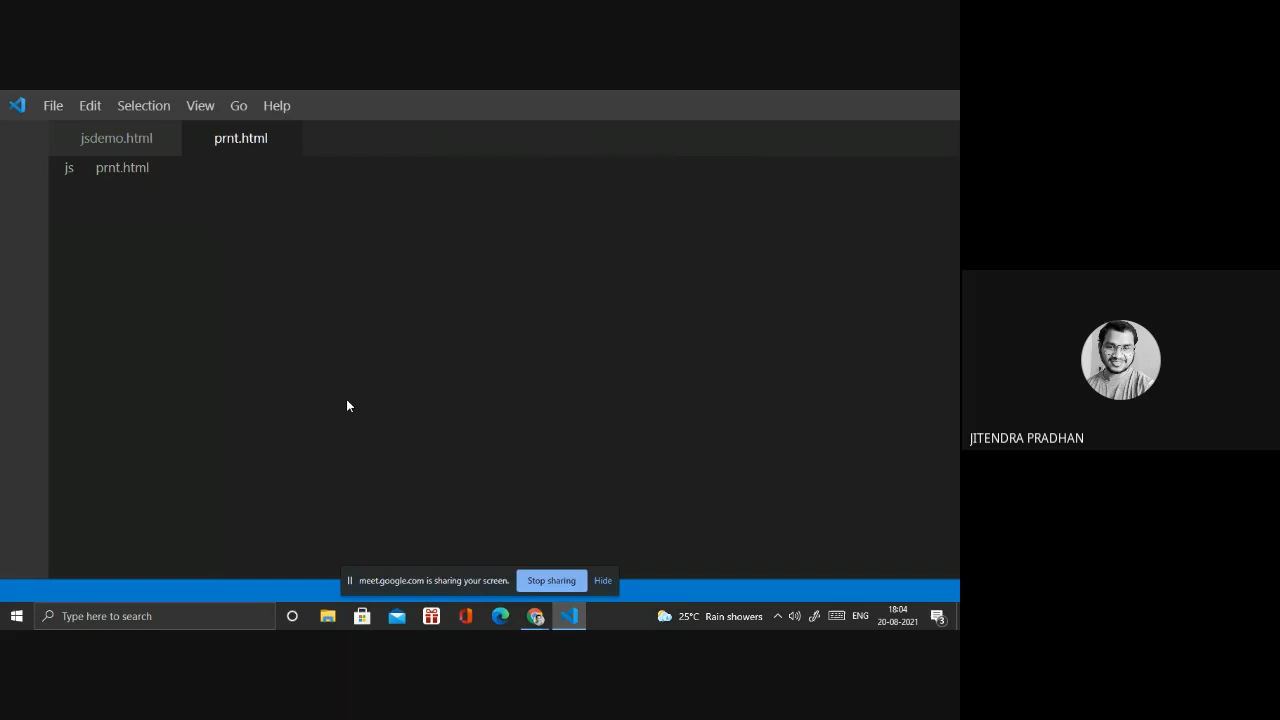 File Edit Selection View Go Help
jsdemo.html prnt.html
js prnt.html
JITENDRA PRADHAN
meet.google.com is sharing your screen. Stop sharing Hide
Type here to search 25°C Rain showers ENG 18:04
20-08-2021 3